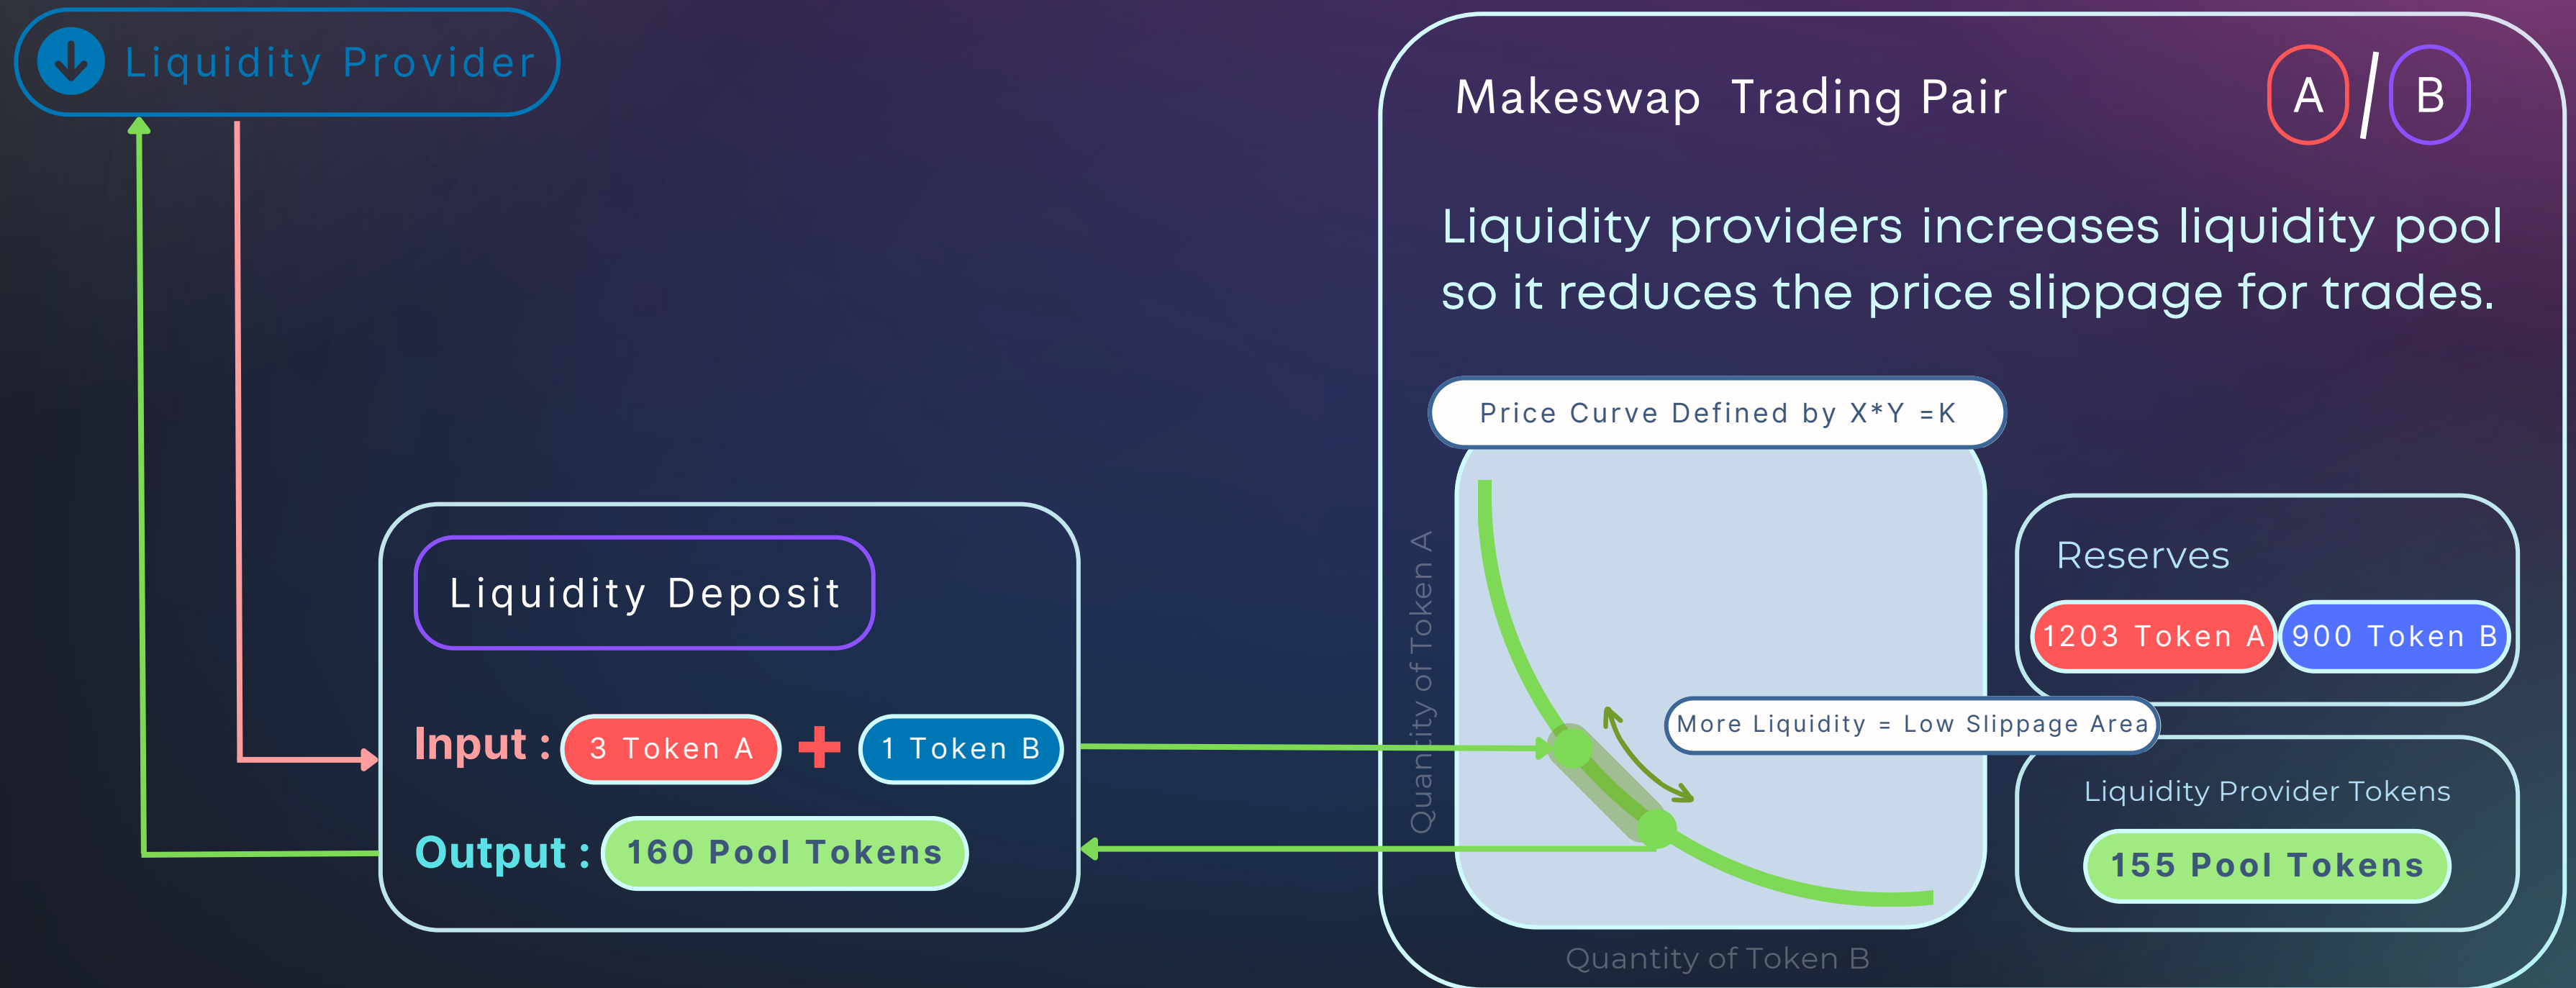 Liquidity Provider
Makeswap Trading Pair
A / B
Liquidity providers increases liquidity pool
so it reduces the price slippage for trades.
Price Curve Defined by X*Y =K
Quantity of Token A
Quantity of Token B
More Liquidity = Low Slippage Area
Reserves
1203 Token A
900 Token B
Liquidity Provider Tokens
155 Pool Tokens
Liquidity Deposit
Input : 3 Token A + 1 Token B
Output : 160 Pool Tokens